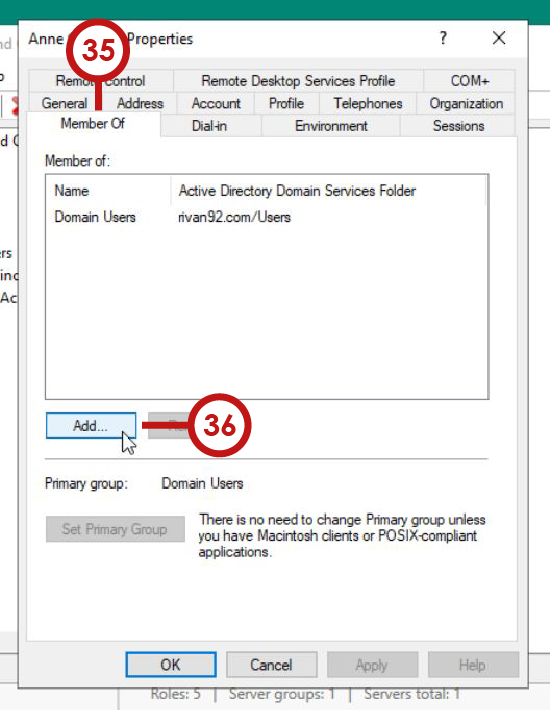 Anne Properties
35
Remote Control Remote Desktop Services Profile COM+
General Address Account Profile Telephones Organization
Member Of Dial-in Environment Sessions
Member of:
Name Active Directory Domain Services Folder
Domain Users rivan92.com/Users
Add...
36
Primary group: Domain Users
Set Primary Group
There is no need to change Primary group unless
you have Macintosh clients or POSIX-compliant
applications.
OK Cancel Apply Help
Roles: 5 | Server groups: 1 | Servers total: 1